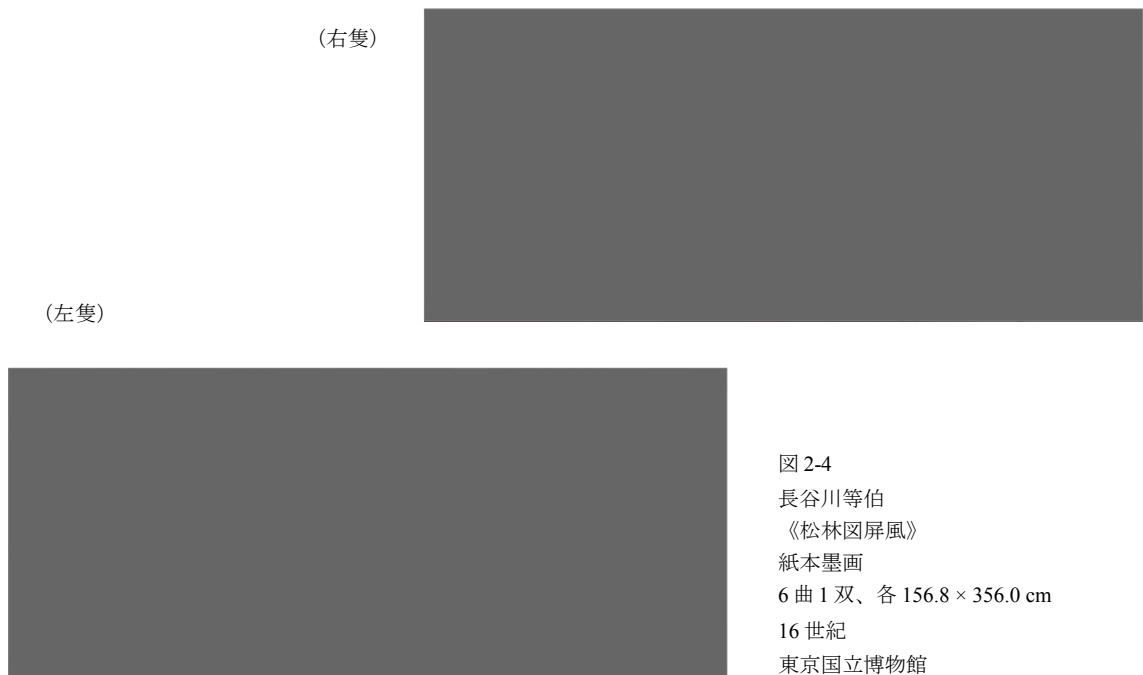 (右隻)
(左隻)
図 2-4
長谷川等伯
《松林図屏風》
紙本墨画
6 曲 1 双、各 156.8 × 356.0 cm
16 世紀
東京国立博物館